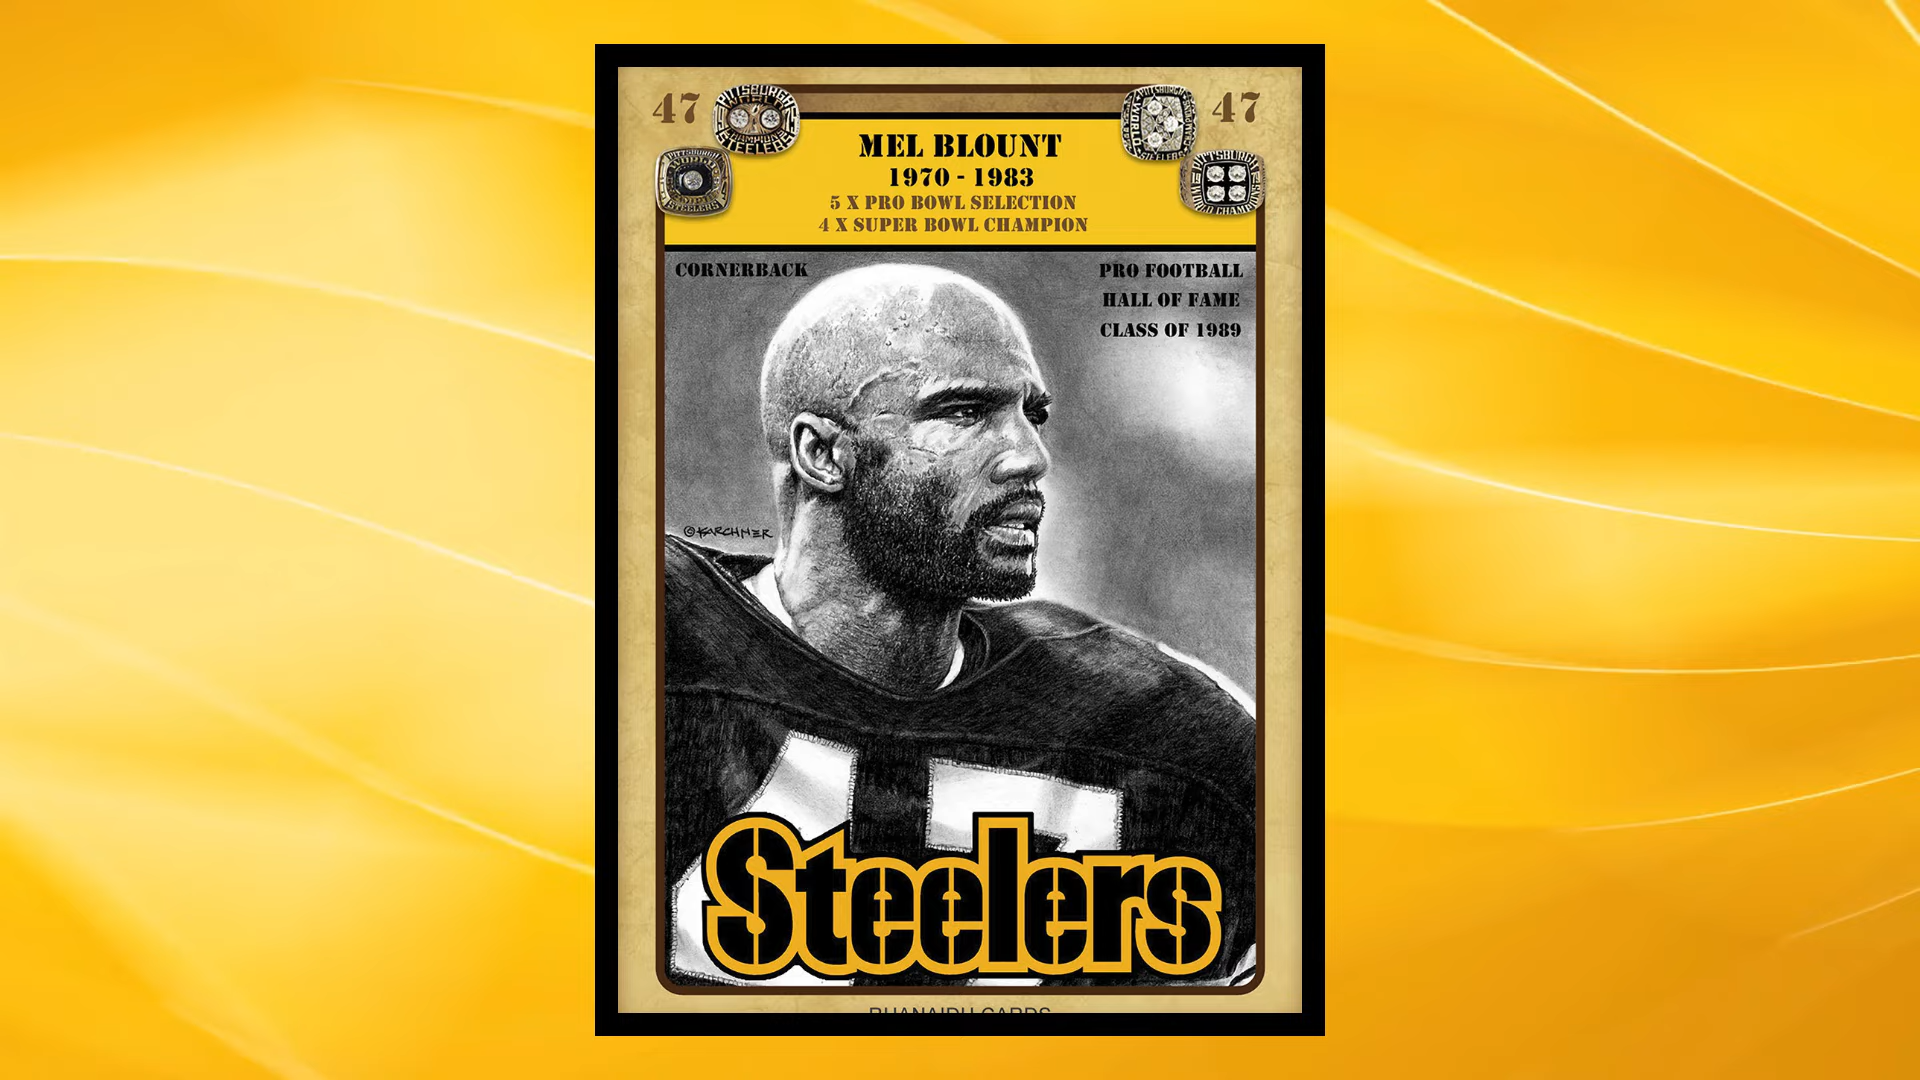 47
47
MEL BLOUNT
1970 - 1983
5 X PRO BOWL SELECTION
4 X SUPER BOWL CHAMPION
CORNERBACK
PRO FOOTBALL
HALL OF FAME
CLASS OF 1989
©KARCHMER
Steelers